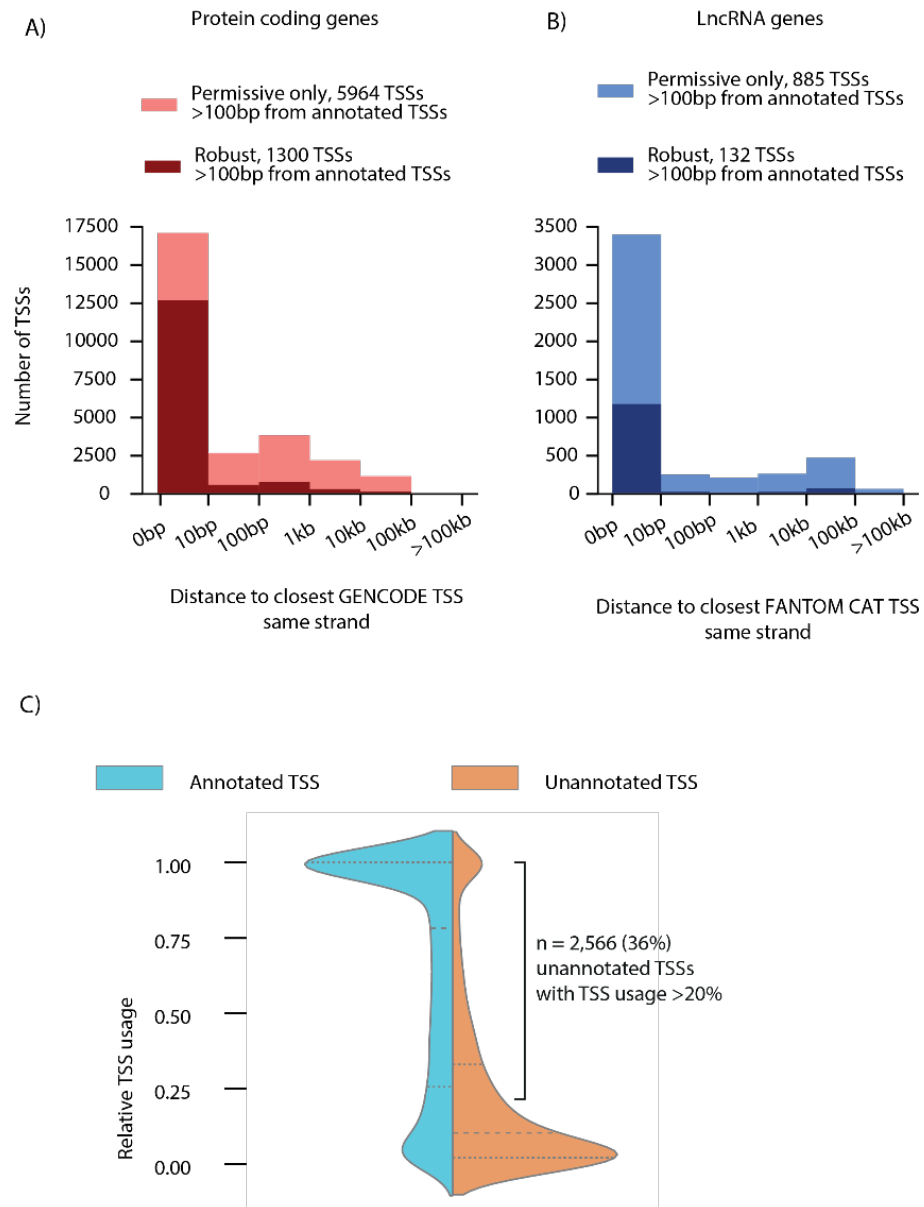 A)
Protein coding genes
Permissive only, 5964 TSSs
>100bp from annotated TSSs
Robust, 1300 TSSs
>100bp from annotated TSSs
17500
15000
12500
10000
7500
5000
2500
0
Number of TSSs
0bp
10bp
100bp
1kb
10kb
100kb
>100kb
Distance to closest GENCODE TSS
same strand
B)
LncRNA genes
Permissive only, 885 TSSs
>100bp from annotated TSSs
Robust, 132 TSSs
>100bp from annotated TSSs
3500
3000
2500
2000
1500
1000
500
0
0bp
10bp
100bp
1kb
10kb
100kb
>100kb
Distance to closest FANTOM CAT TSS
same strand
C)
Annotated TSS
Unannotated TSS
1.00
0.75
0.50
0.25
0.00
Relative TSS usage
n = 2,566 (36%)
unannotated TSSs
with TSS usage >20%